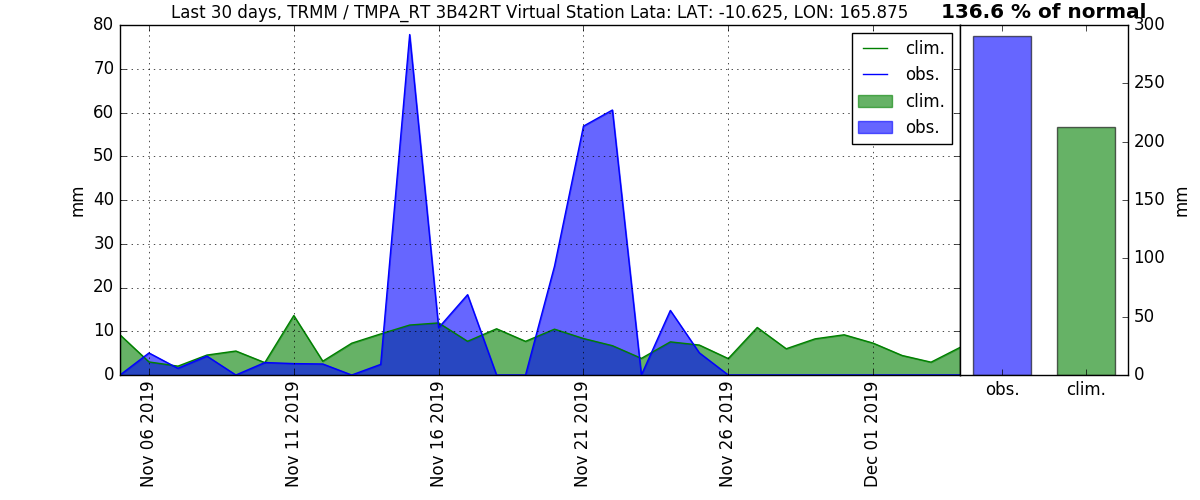 Last 30 days, TRMM / TMPA_RT 3B42RT Virtual Station Lata: LAT: -10.625, LON: 165.875
136.6 % of normal
80
70
60
50
40
30
20
10
0
mm
clim.
obs.
clim.
obs.
Nov 06 2019
Nov 11 2019
Nov 16 2019
Nov 21 2019
Nov 26 2019
Dec 01 2019
300
250
200
150
100
50
0
mm
obs.
clim.